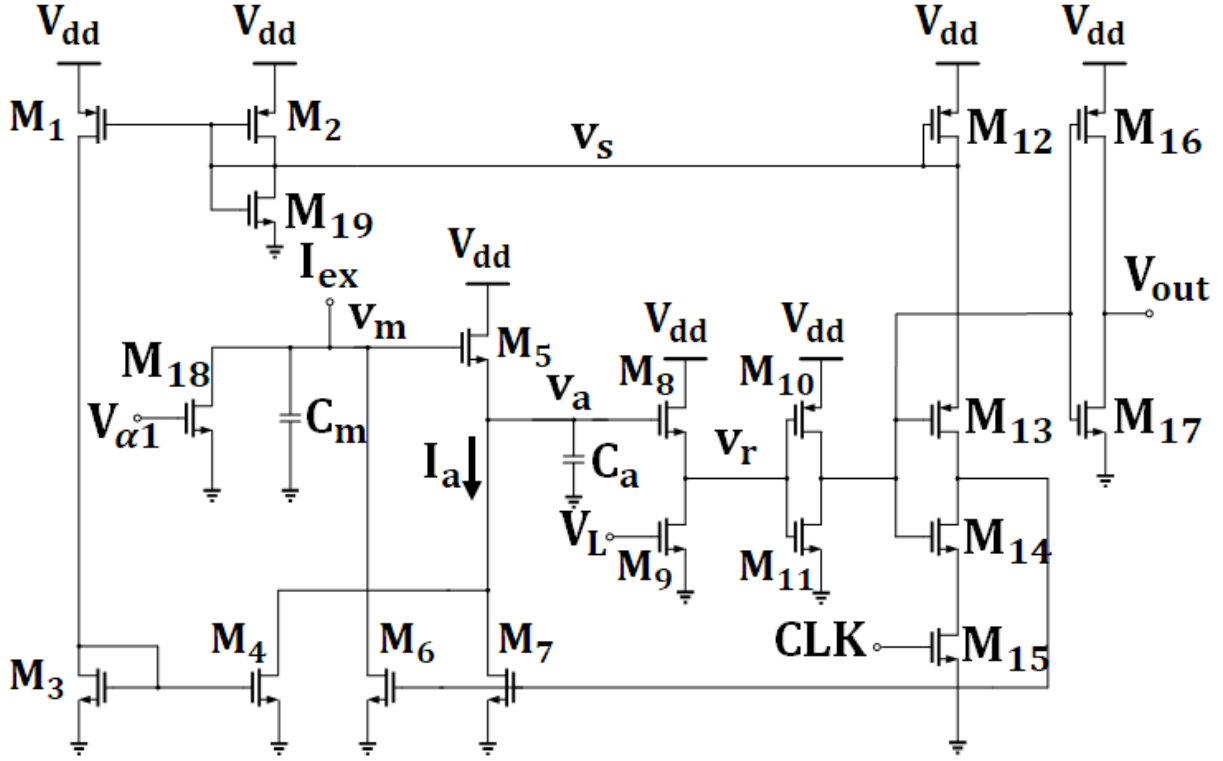 Vdd Vdd Vdd Vdd
M1 M2 M12 M16
vs
M19
Iex Vdd Vout
vm M5 Vdd Vdd
M18 M8 M10
va
Vα1 Cm M13 M17
Ia Ca vr
VL M9 M11 M14
M4 M6 M7 CLK M15
M3